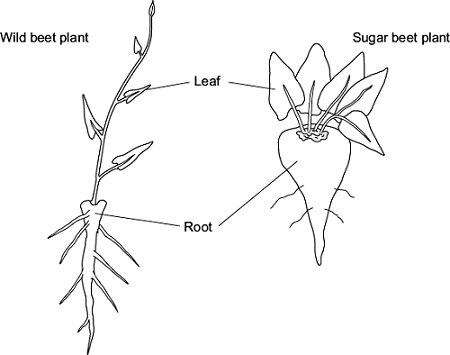 Wild beet plant
Sugar beet plant
Leaf
Root